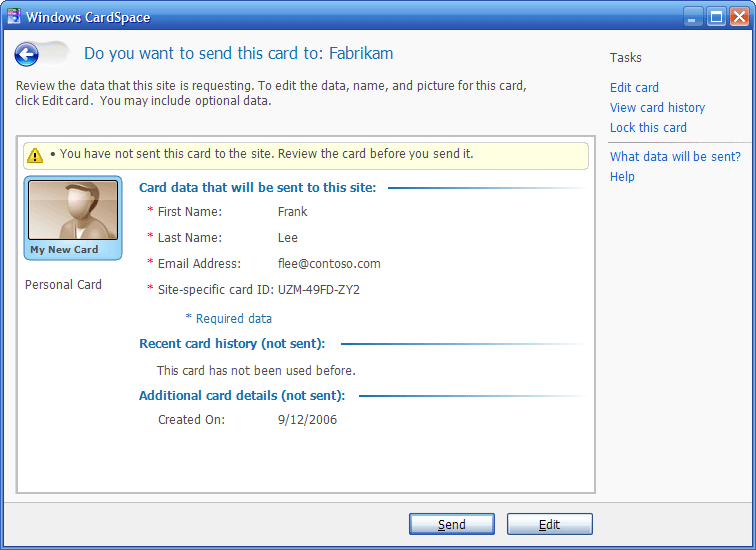 Windows CardSpace
Do you want to send this card to: Fabrikam
Review the data that this site is requesting. To edit the data, name, and picture for this card,
click Edit card. You may include optional data.
• You have not sent this card to the site. Review the card before you send it.
My New Card
Personal Card
Card data that will be sent to this site:
* First Name: Frank
* Last Name: Lee
* Email Address: flee@contoso.com
* Site-specific card ID: UZM-49FD-ZY2
* Required data
Recent card history (not sent):
This card has not been used before.
Additional card details (not sent):
Created On: 9/12/2006
Tasks
Edit card
View card history
Lock this card
What data will be sent?
Help
Send
Edit